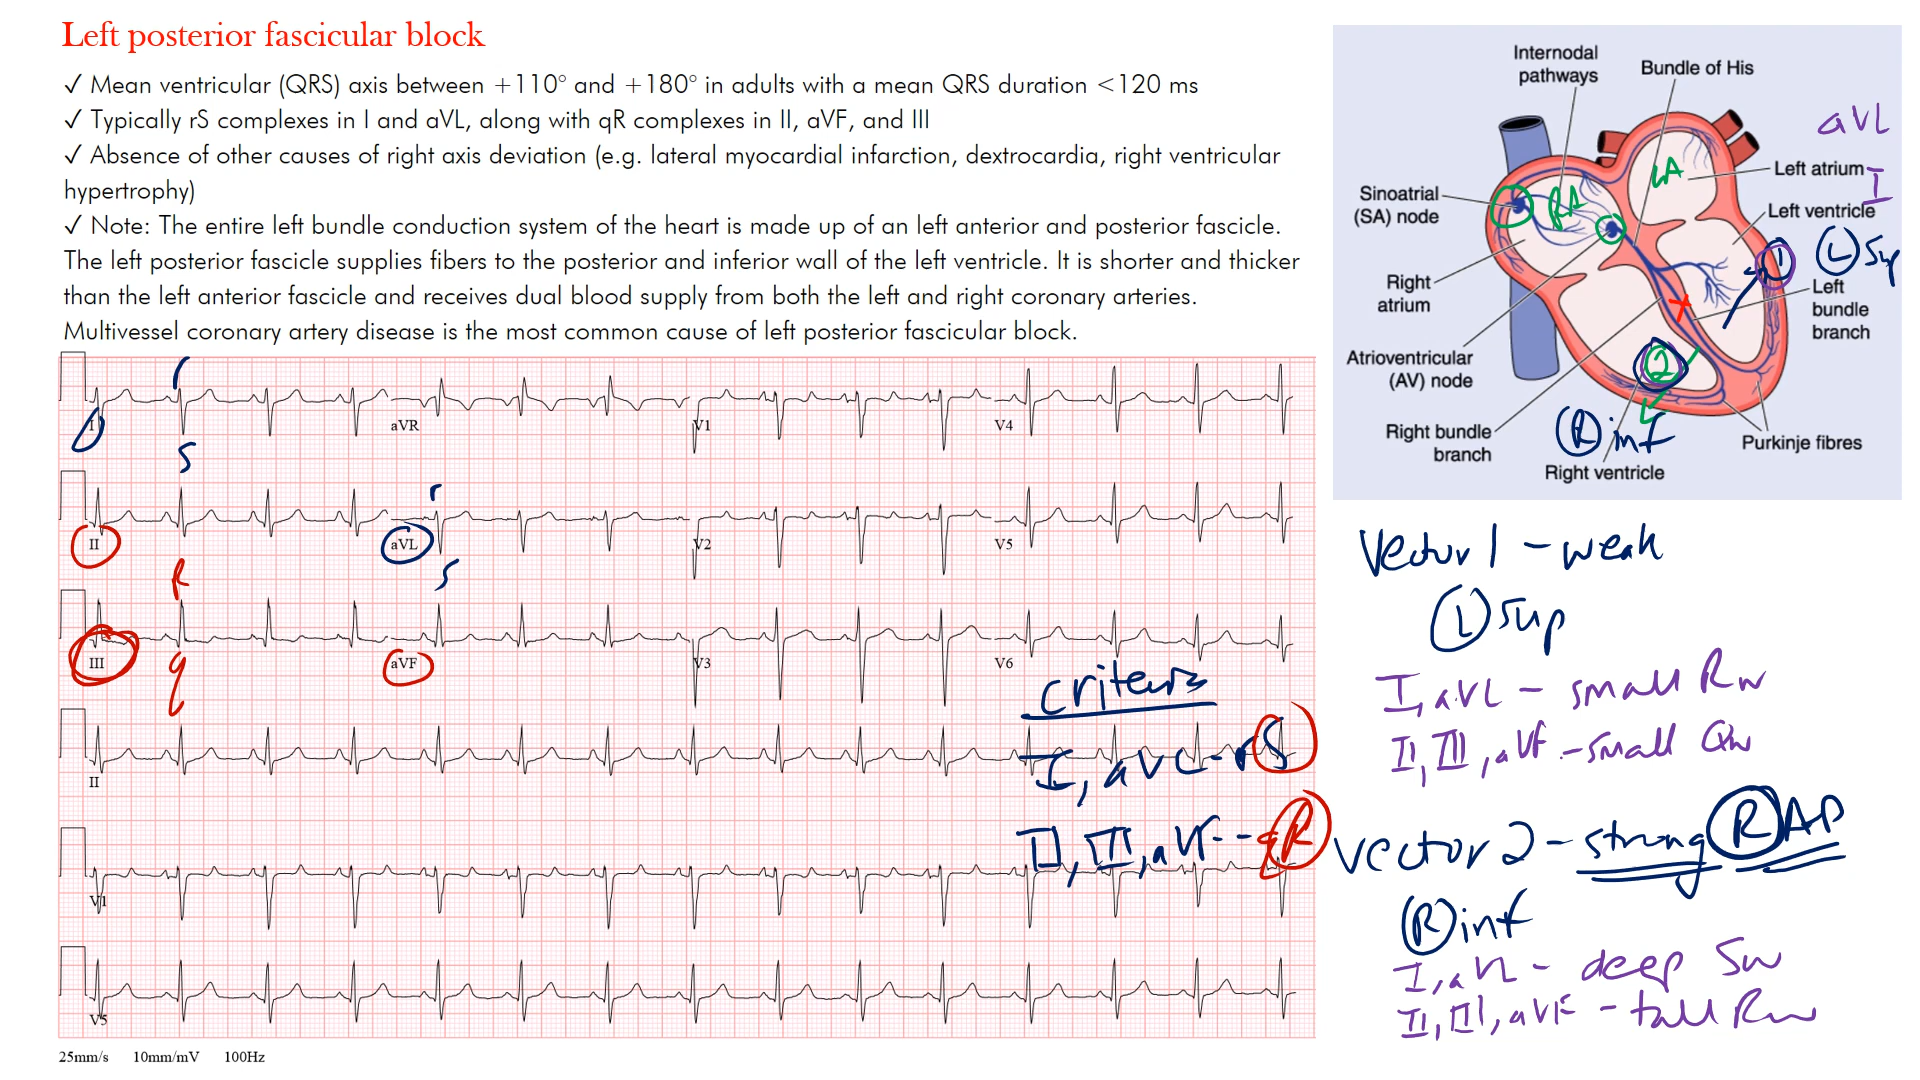 Left posterior fascicular block
✓ Mean ventricular (QRS) axis between +110° and +180° in adults with a mean QRS duration <120 ms
✓ Typically rS complexes in I and aVL, along with qR complexes in II, aVF, and III
✓ Absence of other causes of right axis deviation (e.g. lateral myocardial infarction, dextrocardia, right ventricular
hypertrophy)
✓ Note: The entire left bundle conduction system of the heart is made up of an left anterior and posterior fascicle.
The left posterior fascicle supplies fibers to the posterior and inferior wall of the left ventricle. It is shorter and thicker
than the left anterior fascicle and receives dual blood supply from both the left and right coronary arteries.
Multivessel coronary artery disease is the most common cause of left posterior fascicular block.
Internodal
pathways
Bundle of His
aVL
Left atrium
I
Sinoatrial
(SA) node
RA
LA
Left ventricle
1
L Sup
Right
atrium
Left
bundle
branch
Atrioventricular
(AV) node
2
R inf
Right bundle
branch
Purkinje fibres
Right ventricle
r
I
aVR
V1
V4
S
r
II
aVL
V2
V5
R
S
III
q
aVF
V3
V6
II
V1
V5
25mm/s 10mm/mV 100Hz
criteria
I, aVL - rS
II, III, aVF - qR
Vector 1 - weak
L sup
I, aVL - small Rw
II, III, aVF - small Qw
Vector 2 - strong RAD
R inf
I, aVL - deep Sw
II, III, aVF - tall Rw